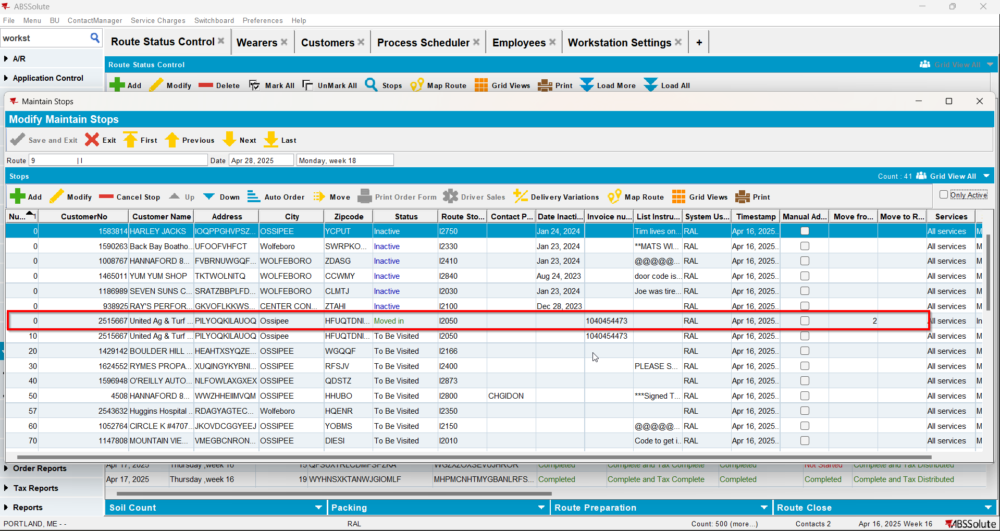 ABSSolute
File Menu BU ContactManager Service Charges Switchboard Preferences Help
workst
Route Status Control Wearers Customers Process Scheduler Employees Workstation Settings +
A/R
Application Control
Route Status Control Grid View All
Add Modify Delete Mark All UnMark All Stops Map Route Grid Views Print Load More Load All
Maintain Stops
Modify Maintain Stops
Save and Exit Exit First Previous Next Last
Route 9 | I Date Apr 28, 2025 Monday, week 18
Stops Count : 41 Grid View All
Add Modify Cancel Stop Up Down Auto Order Move Print Order Form Driver Sales Delivery Variations Map Route Grid Views Print Only Active
Nu... 1 CustomerNo Customer Name Address City Zipcode Status Route Sto... Contact P... Date Inacti... Invoice nu... List Instru... System Us... Timestamp Manual Ad... Move fro... Move to R... Services
0 1583814 HARLEY JACKS IOQPPGHVPSZ... OSSIPEE YCPUT Inactive I2750 Jan 24, 2024 Tim lives on... RAL Apr 16, 2025... All services M
0 1590263 Back Bay Boatho... UFOOFVHFCT Wolfeboro SWRPKO... Inactive I2330 Jan 23, 2024 **MATS WI... RAL Apr 16, 2025... All services M
0 1008767 HANNAFORD 8... FVBRNUWGQF... WOLFEBORO ZDASG Inactive I2410 Jan 23, 2024 @@@@@... RAL Apr 16, 2025... All services M
0 1465011 YUM YUM SHOP TKTWOLNITQ WOLFEBORO CCWMY Inactive I2840 Aug 24, 2023 door code is... RAL Apr 16, 2025... All services M
0 1186989 SEVEN SUNS C... SRATZBBPLFD... WOLFEBORO CLMTJ Inactive I2030 Jan 23, 2024 Joe was tire... RAL Apr 16, 2025... All services M
0 938925 RAY'S PERFOR... GKVOFLKKWS... CENTER CON... ZTAHI Inactive I2100 Dec 28, 2023 RAL Apr 16, 2025... All services M
0 2515667 United Ag & Turf ... PILYOQKILAUOQ Ossipee HFUQTDNI... Moved in I2050 1040454473 RAL Apr 16, 2025... 2 All services In
10 2515667 United Ag & Turf ... PILYOQKILAUOQ Ossipee HFUQTDNI... To Be Visited I2050 1040454473 RAL Apr 16, 2025... All services M
20 1429142 BOULDER HILL ... HEAHTXSYQZE... OSSIPEE WGQQF To Be Visited I2166 RAL Apr 16, 2025... All services M
30 1624552 RYMES PROPA... XUQINGYKYBNI... OSSIPEE RFSJV To Be Visited I2400 PLEASE S... RAL Apr 16, 2025... All services M
40 1596948 O'REILLY AUTO... NLFOWLAXGXEX OSSIPEE QDSTZ To Be Visited I2873 RAL Apr 16, 2025... All services M
50 4508 HANNAFORD 8... WWZHHEIIMVQM OSSIPEE HHUBO To Be Visited I2800 CHGIDON ***Signed T... RAL Apr 16, 2025... All services M
57 2543632 Huggins Hospital ... RDAGYAGTEC... Wolfeboro HQENR To Be Visited I2350 RAL Apr 16, 2025... All services M
60 1052764 CIRCLE K #4707... JKOVDCGGYEEJ OSSIPEE YOBMS To Be Visited I2150 @@@@@... RAL Apr 16, 2025... All services M
70 1147808 MOUNTAIN VIE... VMEGBCNRON... OSSIPEE DIESI To Be Visited I2010 Code to get i... RAL Apr 16, 2025... All services M
Order Reports Apr 17, 2025 Thursday ,week 16 Completed Complete and Tax Complete Completed Not Started Complete and Tax Distributed
Apr 17, 2025 Thursday ,week 16 19 WYHNSXKTANWJGIOMLF MHPMCNHTMYGBANLRFS... Completed Complete and Tax Complete Completed Completed Complete and Tax Distributed
Tax Reports
Reports
Soil Count Packing Route Preparation Route Close
PORTLAND, ME - - RAL Count: 500 (more...) Contacts 2 Apr 16, 2025 Week 16 ABSSolute